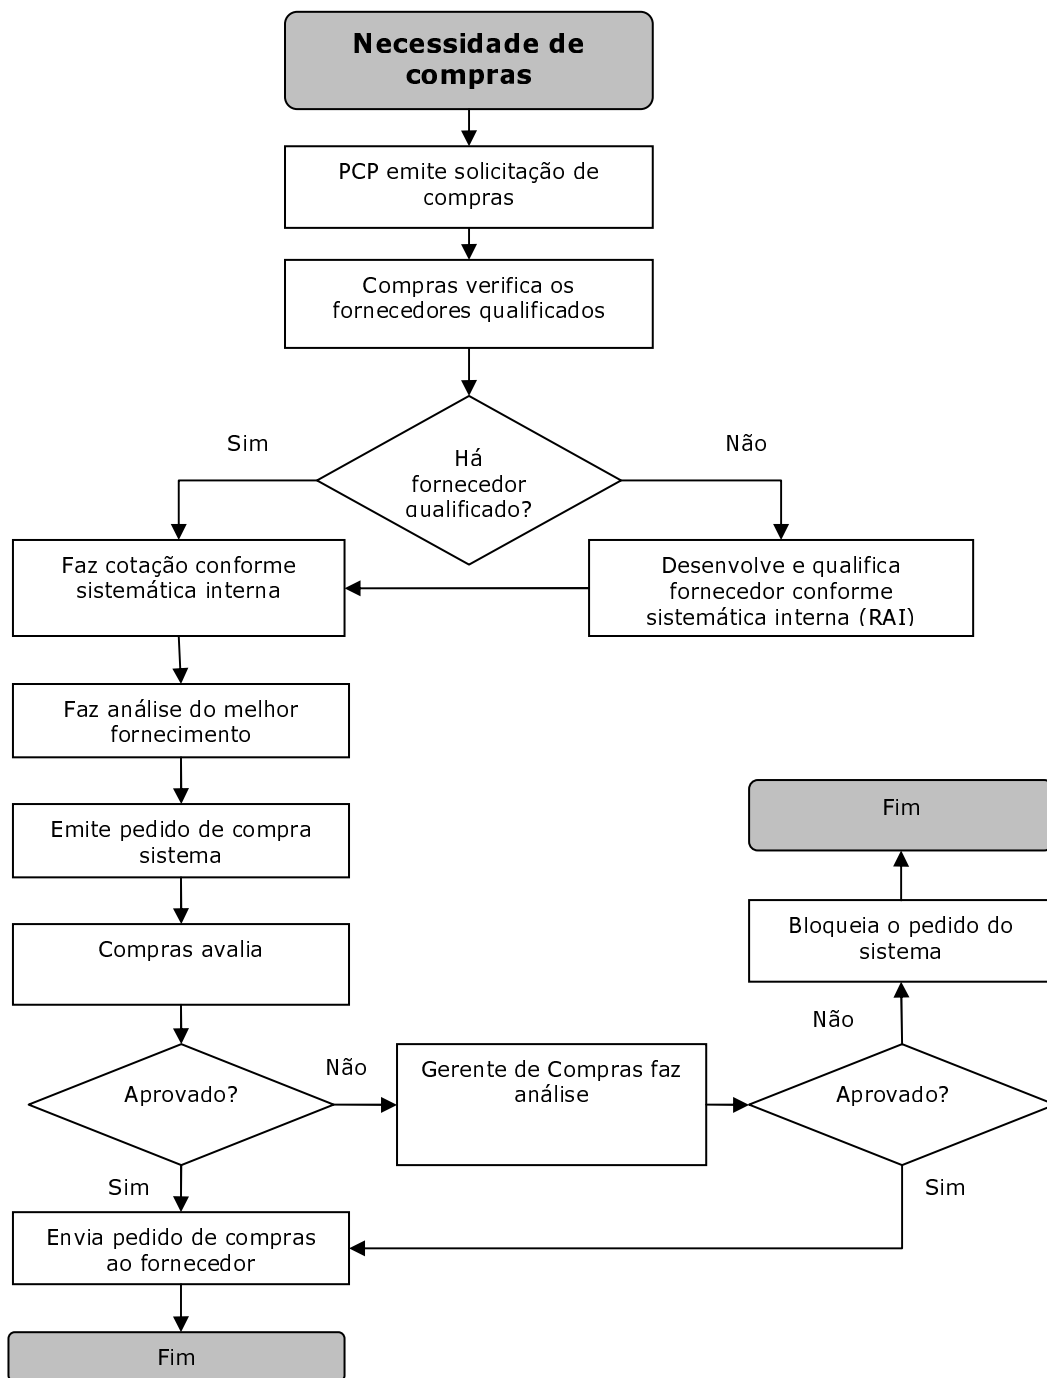 Necessidade de
compras
PCP emite solicitação de
compras
Compras verifica os
fornecedores qualificados
Sim
Não
Há
fornecedor
qualificado?
Faz cotação conforme
sistemática interna
Desenvolve e qualifica
fornecedor conforme
sistemática interna (RAI)
Faz análise do melhor
fornecimento
Emite pedido de compra
sistema
Fim
Bloqueia o pedido do
sistema
Compras avalia
Não
Aprovado?
Não
Gerente de Compras faz
análise
Aprovado?
Sim
Sim
Envia pedido de compras
ao fornecedor
Fim